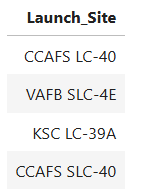 Launch_Site
CCAFS LC-40
VAFB SLC-4E
KSC LC-39A
CCAFS SLC-40